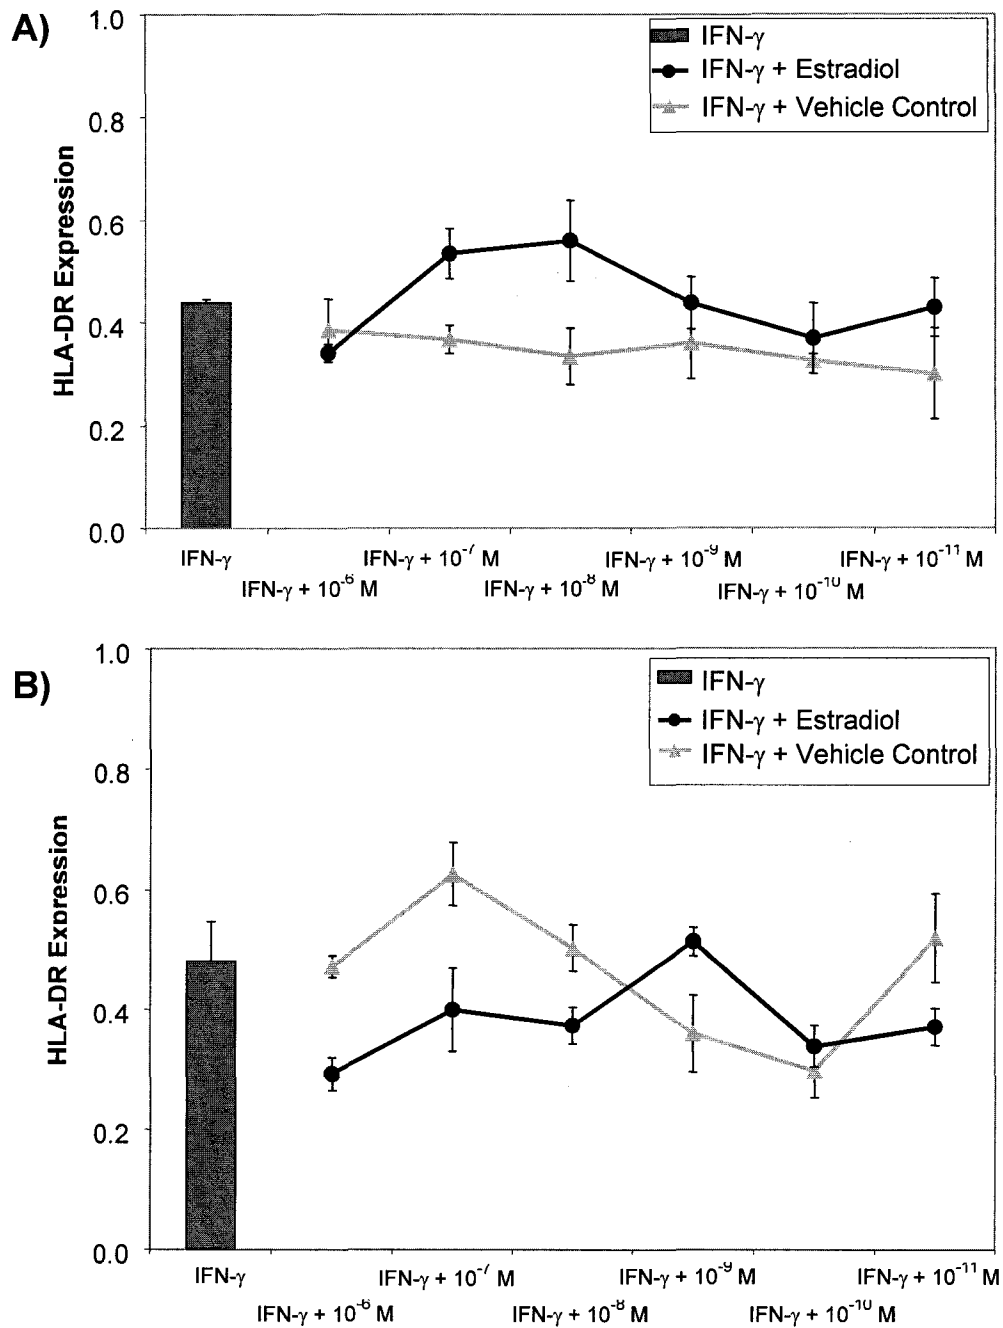 A)
1.0
0.8
0.6
0.4
0.2
0.0
HLA-DR Expression
IFN-γ
IFN-γ + Estradiol
IFN-γ + Vehicle Control
IFN-γ
IFN-γ + 10⁻⁷ M
IFN-γ + 10⁻⁹ M
IFN-γ + 10⁻¹¹ M
IFN-γ + 10⁻⁶ M
IFN-γ + 10⁻⁸ M
IFN-γ + 10⁻¹⁰ M
B)
1.0
0.8
0.6
0.4
0.2
0.0
HLA-DR Expression
IFN-γ
IFN-γ + Estradiol
IFN-γ + Vehicle Control
IFN-γ
IFN-γ + 10⁻⁷ M
IFN-γ + 10⁻⁹ M
IFN-γ + 10⁻¹¹ M
IFN-γ + 10⁻⁶ M
IFN-γ + 10⁻⁸ M
IFN-γ + 10⁻¹⁰ M